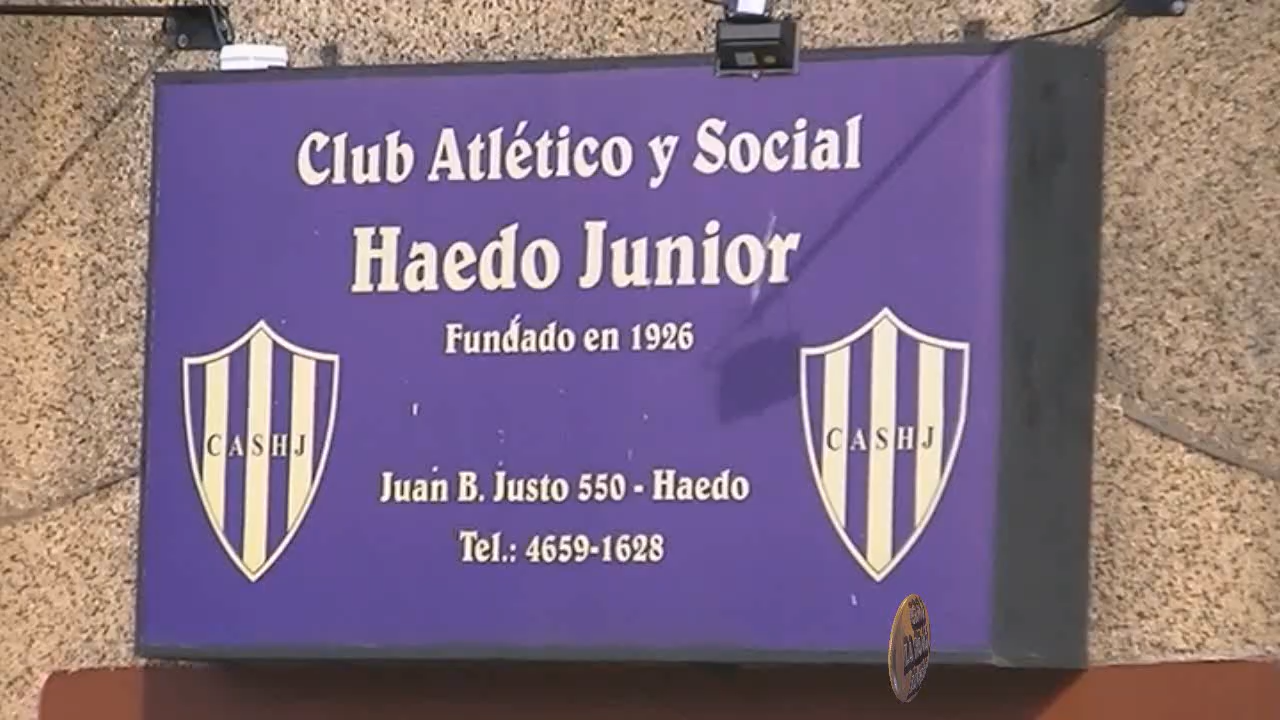 Club Atlético y Social
Haedo Junior
Fundado en 1926
CASHJ
CASHJ
Juan B. Justo 550 - Haedo
Tel.: 4659-1628